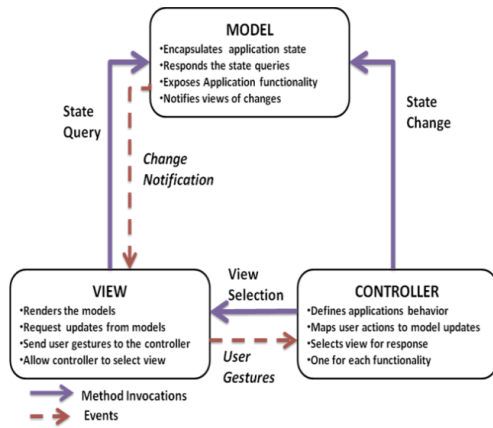 MODEL
•Encapsulates application state
•Responds the state queries
•Exposes Application functionality
•Notifies views of changes
State
Query
State
Change
Change
Notification
VIEW
•Renders the models
•Request updates from models
•Send user gestures to the controller
•Allow controller to select view
View
Selection
User
Gestures
CONTROLLER
•Defines applications behavior
•Maps user actions to model updates
•Selects view for response
•One for each functionality
Method Invocations
Events